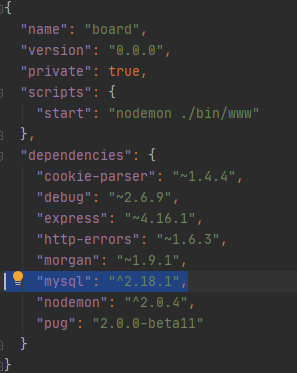 {
  "name": "board",
  "version": "0.0.0",
  "private": true,
  "scripts": {
    "start": "nodemon ./bin/www"
  },
  "dependencies": {
    "cookie-parser": "~1.4.4",
    "debug": "~2.6.9",
    "express": "~4.16.1",
    "http-errors": "~1.6.3",
    "morgan": "~1.9.1",
    "mysql": "^2.18.1",
    "nodemon": "^2.0.4",
    "pug": "2.0.0-beta11"
  }
}